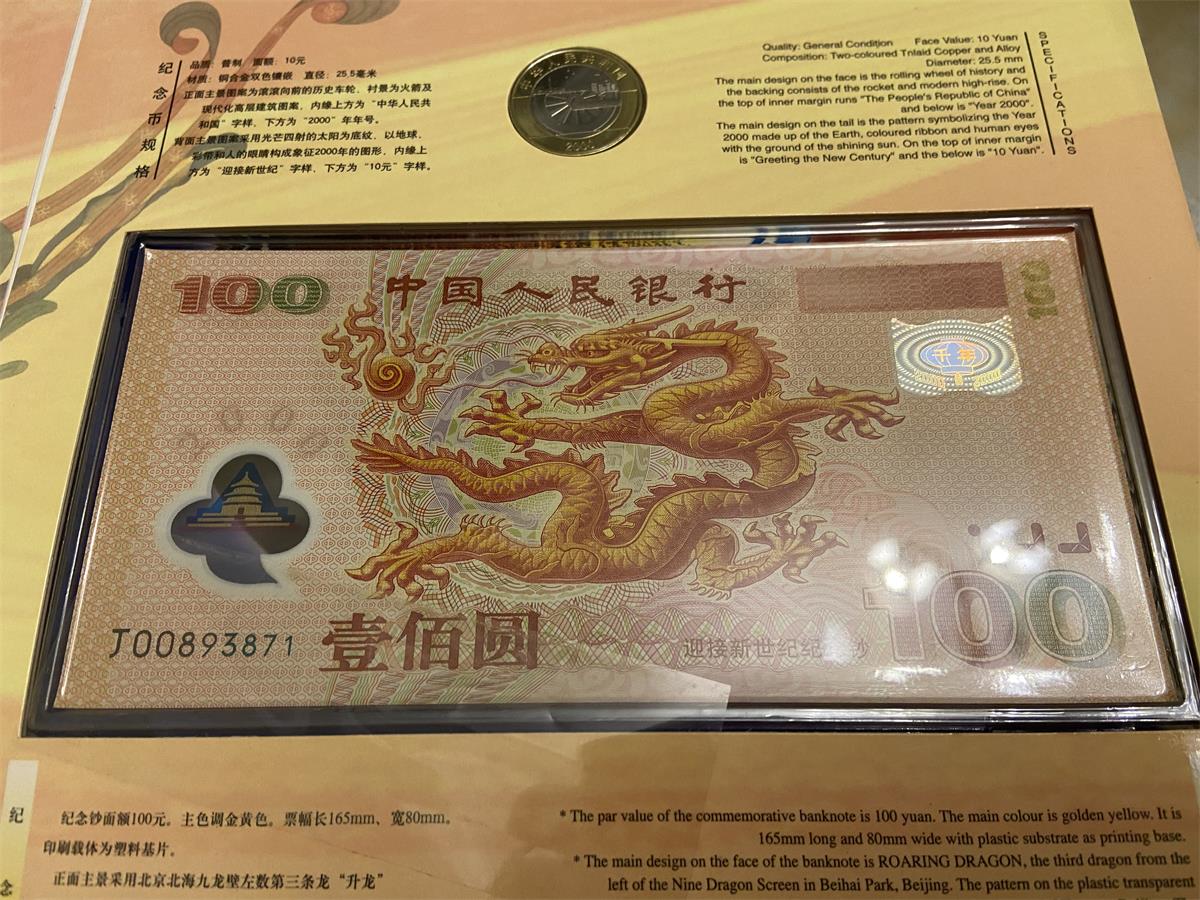 纪念币规格
品质：普制 面额：10元
材质：铜合金双色镶嵌 直径：25.5毫米
正面主景图案为滚滚向前的历史车轮，衬景为火箭及
现代化高层建筑图案，内缘上方为“中华人民共
和国”字样，下方为“2000”年年号。
背面主景图案采用光芒四射的太阳为底纹，以地球、
彩带和人的眼睛构成象征2000年的图形，内缘上
方为“迎接新世纪”字样，下方为“10元”字样。
中华人民共和国
2000
Quality: General Condition Face Value: 10 Yuan
Composition: Two-coloured Tnlaid Copper and Alloy
Diameter: 25.5 mm
The main design on the face is the rolling wheel of history and
the backing consists of the rocket and modern high-rise. On
the top of inner margin runs "The People's Republic of China"
and below is "Year 2000".
The main design on the tail is the pattern symbolizing the Year
2000 made up of the Earth, coloured ribbon and human eyes
with the ground of the shining sun. On the top of inner margin
is "Greeting the New Century" and the below is "10 Yuan".
SPECIFICATIONS
100
中国人民银行
100
千年
J00893871
壹佰圆
迎接新世纪纪念钞
100
纪
念
纪念钞面额100元。主色调金黄色。票幅长165mm、宽80mm。
印刷载体为塑料基片。
正面主景采用北京北海九龙壁左数第三条龙“升龙”
* The par value of the commemorative banknote is 100 yuan. The main colour is golden yellow. It is
165mm long and 80mm wide with plastic substrate as printing base.
* The main design on the face of the banknote is ROARING DRAGON, the third dragon from the
left of the Nine Dragon Screen in Beihai Park, Beijing. The pattern on the plastic transparent